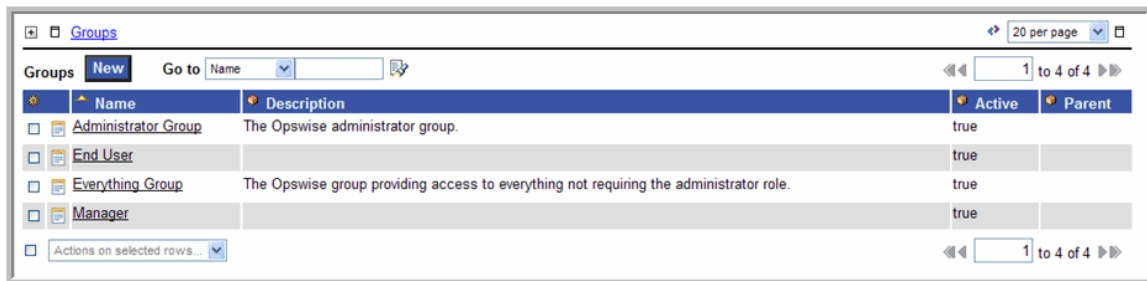 Groups 20 per page
Groups New Go to Name 1 to 4 of 4
Name Description Active Parent
Administrator Group The Opswise administrator group. true
End User true
Everything Group The Opswise group providing access to everything not requiring the administrator role. true
Manager true
Actions on selected rows... 1 to 4 of 4